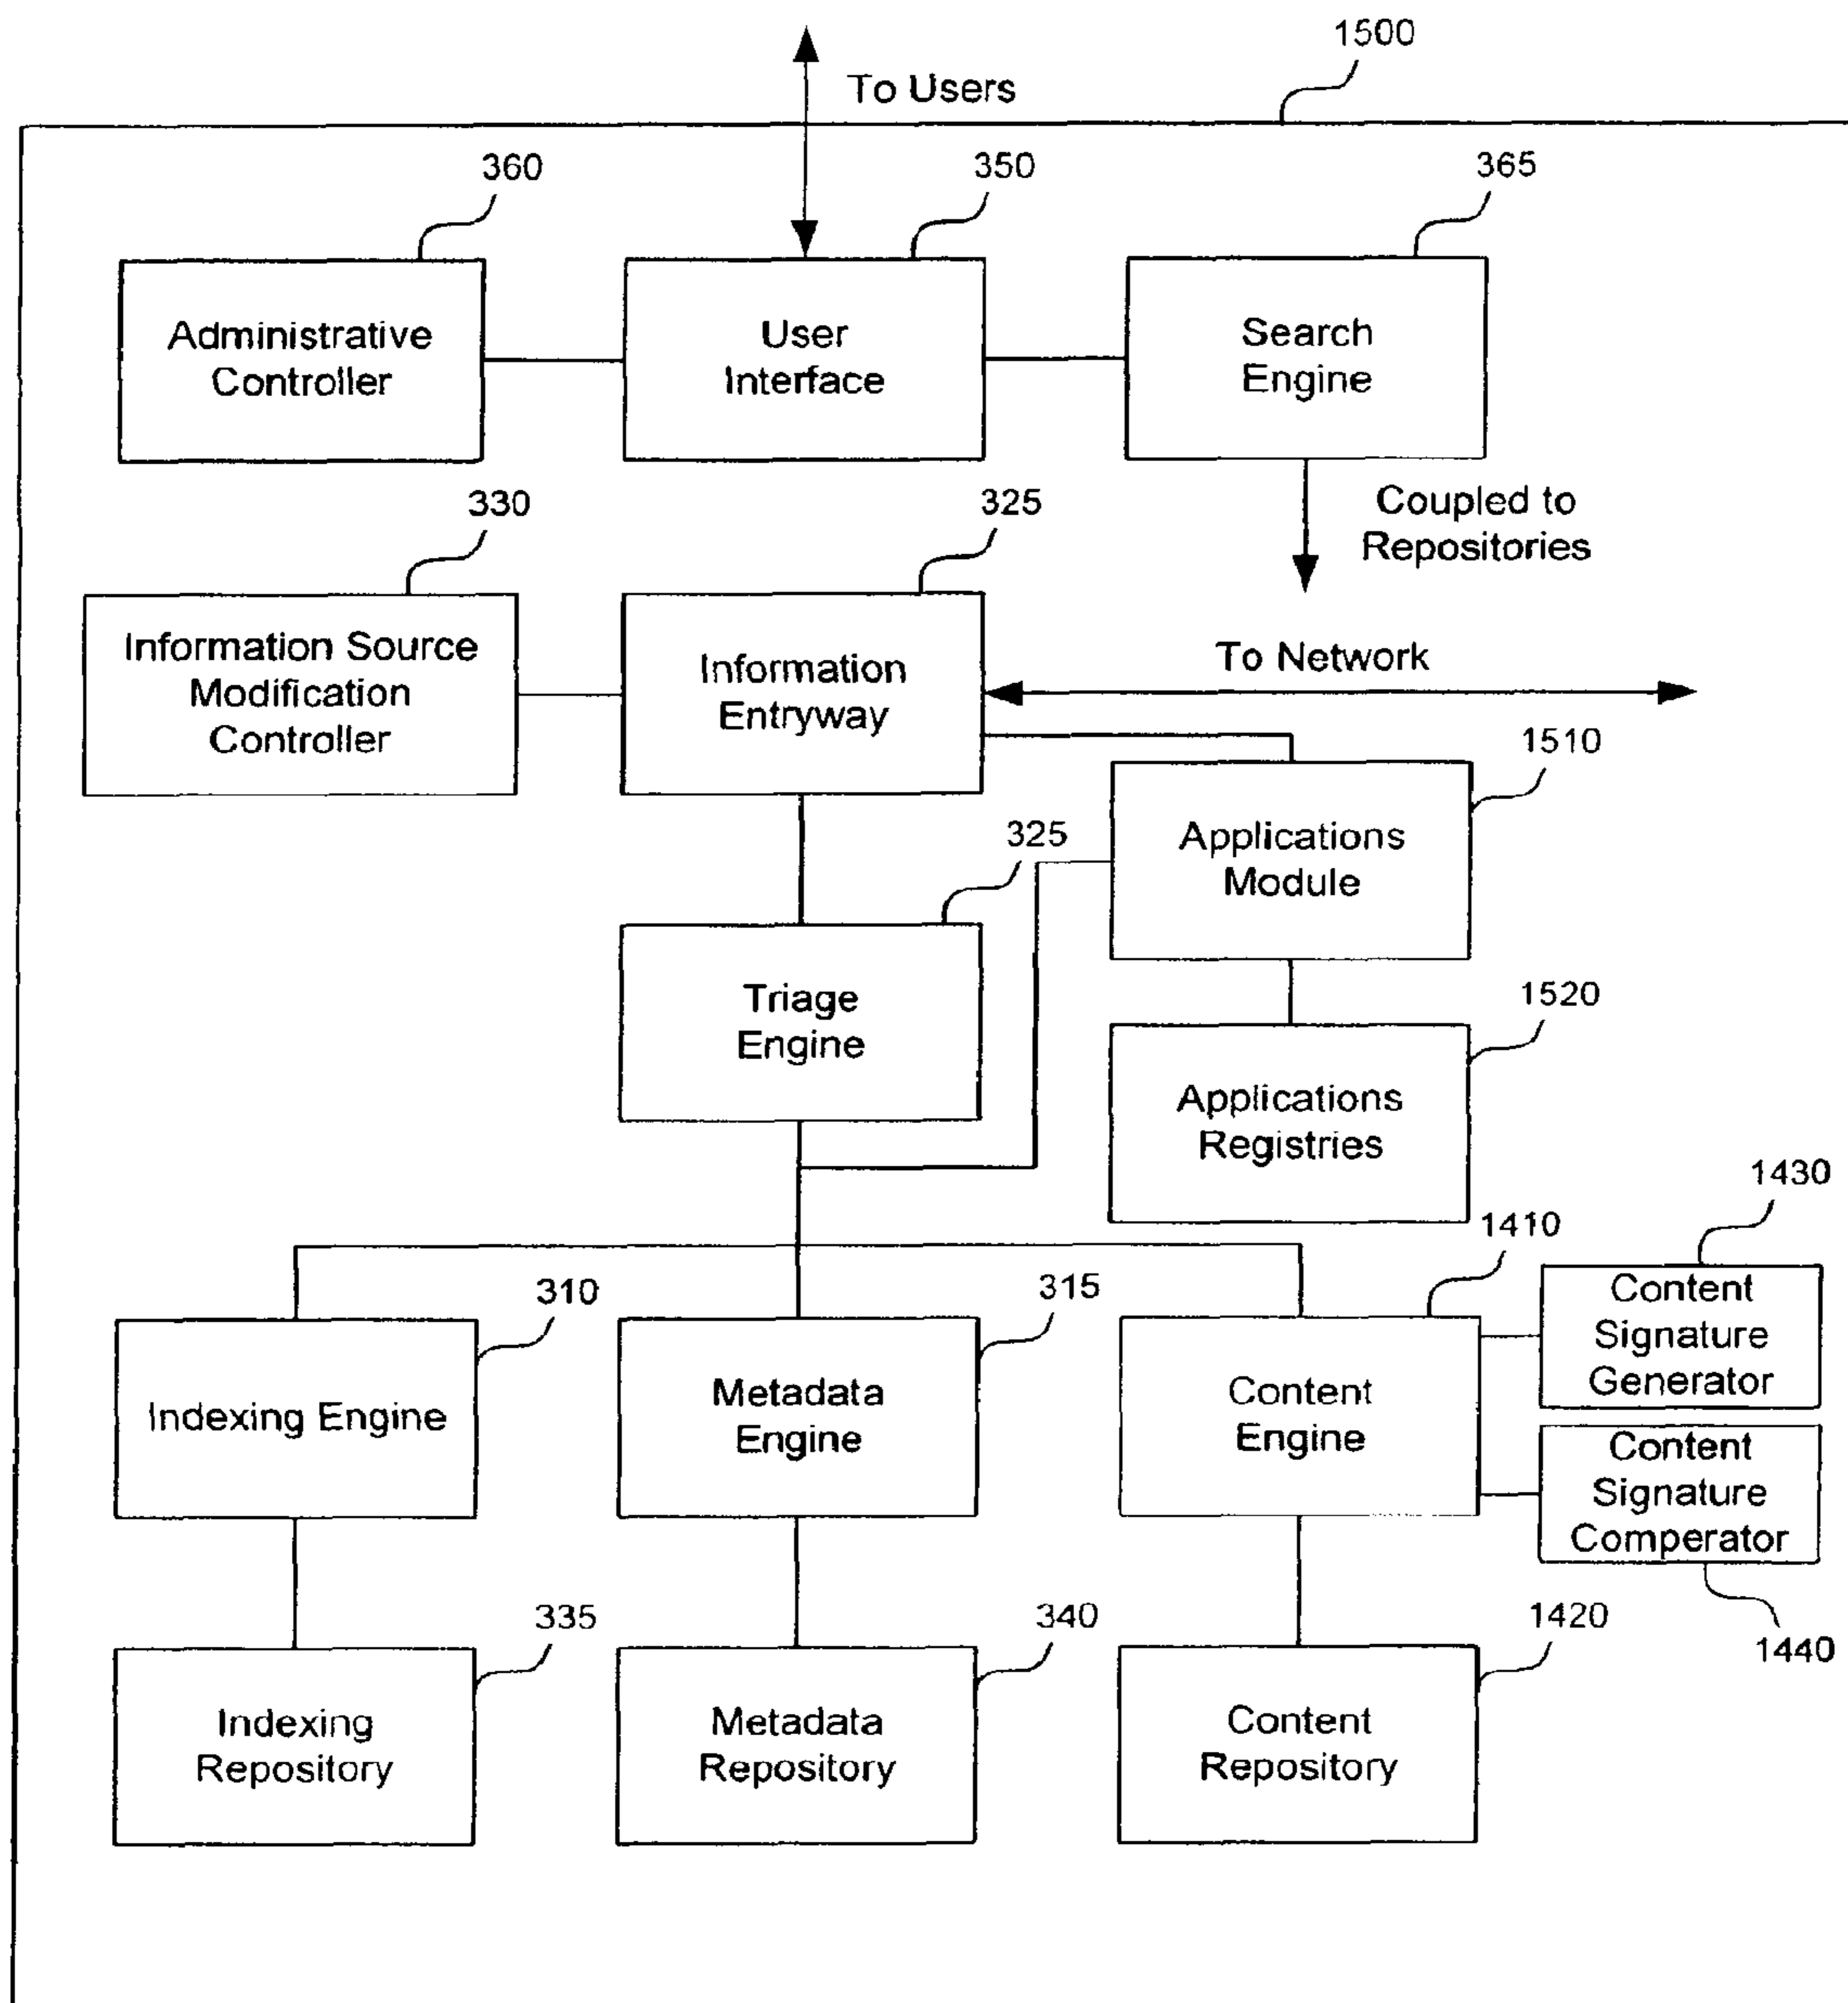 1500
To Users
360
350
365
Administrative
Controller
User
Interface
Search
Engine
330
325
Coupled to
Repositories
Information Source
Modification
Controller
Information
Entryway
To Network
1510
325
Applications
Module
Triage
Engine
1520
Applications
Registries
1430
1410
310
315
Content
Signature
Generator
Indexing Engine
Metadata
Engine
Content
Engine
Content
Signature
Comperator
335
340
1420
1440
Indexing
Repository
Metadata
Repository
Content
Repository